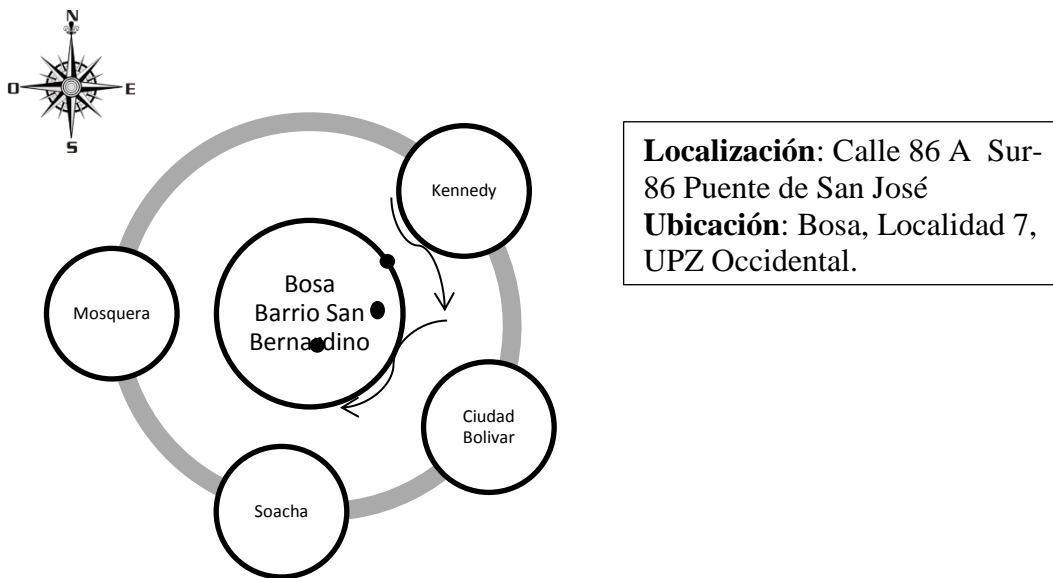 N
O
E
S
Kennedy
Mosquera
Bosa
Barrio San
Bernardino
Ciudad
Bolivar
Soacha
Localización: Calle 86 A Sur-
86 Puente de San José
Ubicación: Bosa, Localidad 7,
UPZ Occidental.